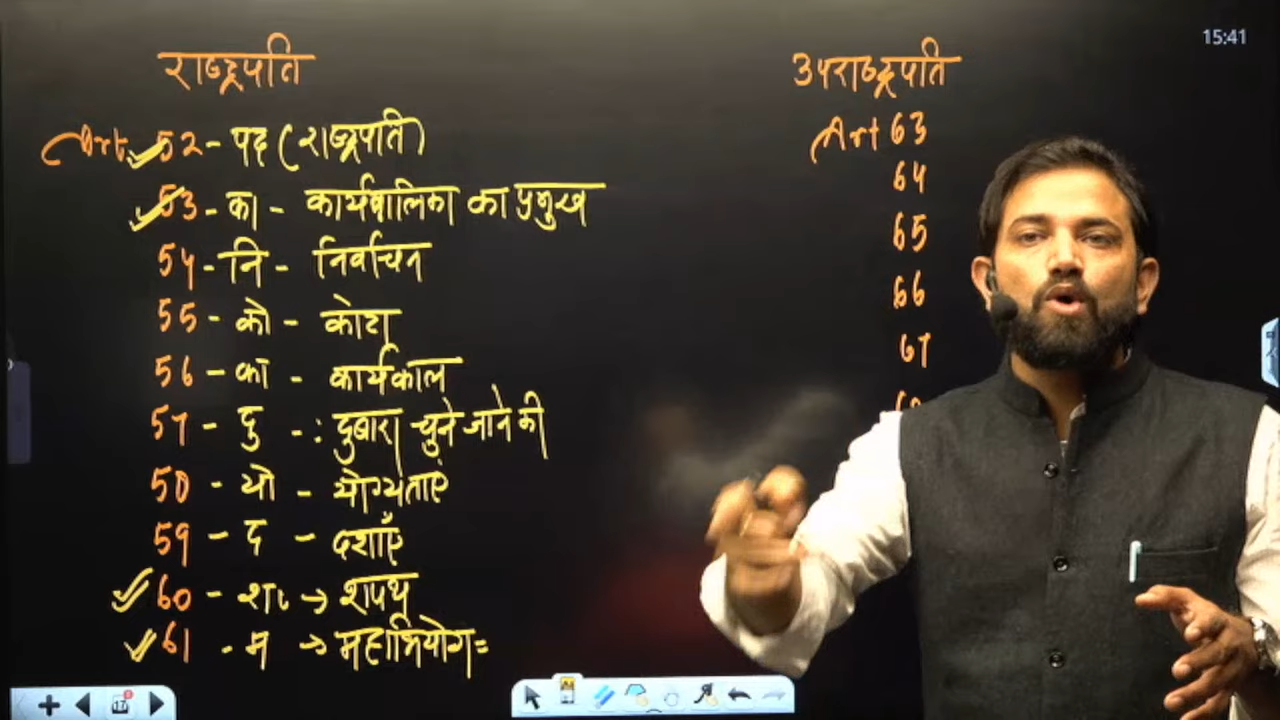 15:41
राष्ट्रपति
Art. 52 - पद (राष्ट्रपति)
53 - का - कार्यपालिका का प्रमुख
54 - नि - निर्वाचन
55 - को - कोटा
56 - का - कार्यकाल
57 - दु - : दुबारा चुने जाने की
58 - यो - योग्यताएं
59 - द - दशाएँ
60 - श। → शपथ
61 - म → महाभियोग =
उपराष्ट्रपति
Art 63
64
65
66
67
17